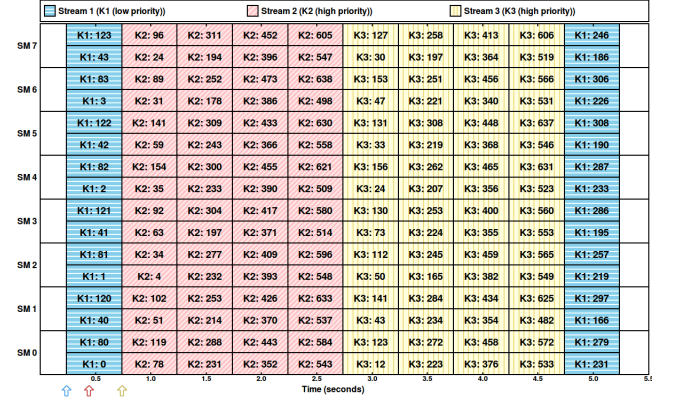 Stream 1 (K1 (low priority)) Stream 2 (K2 (high priority)) Stream 3 (K3 (high priority))
SM 7
K1: 123 K2: 96 K2: 311 K2: 452 K2: 605 K3: 127 K3: 258 K3: 413 K3: 606 K1: 246
K1: 43 K2: 24 K2: 194 K2: 396 K2: 547 K3: 30 K3: 197 K3: 364 K3: 519 K1: 186
SM 6
K1: 83 K2: 89 K2: 252 K2: 473 K2: 638 K3: 153 K3: 251 K3: 456 K3: 566 K1: 306
K1: 3 K2: 31 K2: 178 K2: 386 K2: 498 K3: 47 K3: 221 K3: 340 K3: 531 K1: 226
SM 5
K1: 122 K2: 141 K2: 309 K2: 433 K2: 630 K3: 131 K3: 308 K3: 448 K3: 637 K1: 308
K1: 42 K2: 59 K2: 243 K2: 366 K2: 558 K3: 33 K3: 219 K3: 368 K3: 546 K1: 190
SM 4
K1: 82 K2: 154 K2: 300 K2: 455 K2: 621 K3: 156 K3: 262 K3: 465 K3: 631 K1: 287
K1: 2 K2: 35 K2: 233 K2: 390 K2: 509 K3: 24 K3: 207 K3: 356 K3: 523 K1: 233
SM 3
K1: 121 K2: 92 K2: 304 K2: 417 K2: 580 K3: 130 K3: 253 K3: 400 K3: 560 K1: 286
K1: 41 K2: 63 K2: 197 K2: 371 K2: 514 K3: 73 K3: 224 K3: 355 K3: 553 K1: 195
SM 2
K1: 81 K2: 34 K2: 277 K2: 409 K2: 596 K3: 112 K3: 245 K3: 459 K3: 565 K1: 257
K1: 1 K2: 4 K2: 232 K2: 393 K2: 548 K3: 50 K3: 165 K3: 382 K3: 549 K1: 219
SM 1
K1: 120 K2: 102 K2: 253 K2: 426 K2: 633 K3: 141 K3: 284 K3: 434 K3: 625 K1: 297
K1: 40 K2: 51 K2: 214 K2: 370 K2: 537 K3: 43 K3: 234 K3: 354 K3: 482 K1: 166
SM 0
K1: 80 K2: 119 K2: 288 K2: 443 K2: 584 K3: 123 K3: 272 K3: 458 K3: 572 K1: 279
K1: 0 K2: 78 K2: 231 K2: 352 K2: 543 K3: 12 K3: 223 K3: 376 K3: 533 K1: 231
0.5 1.0 1.5 2.0 2.5 3.0 3.5 4.0 4.5 5.0
Time (seconds)